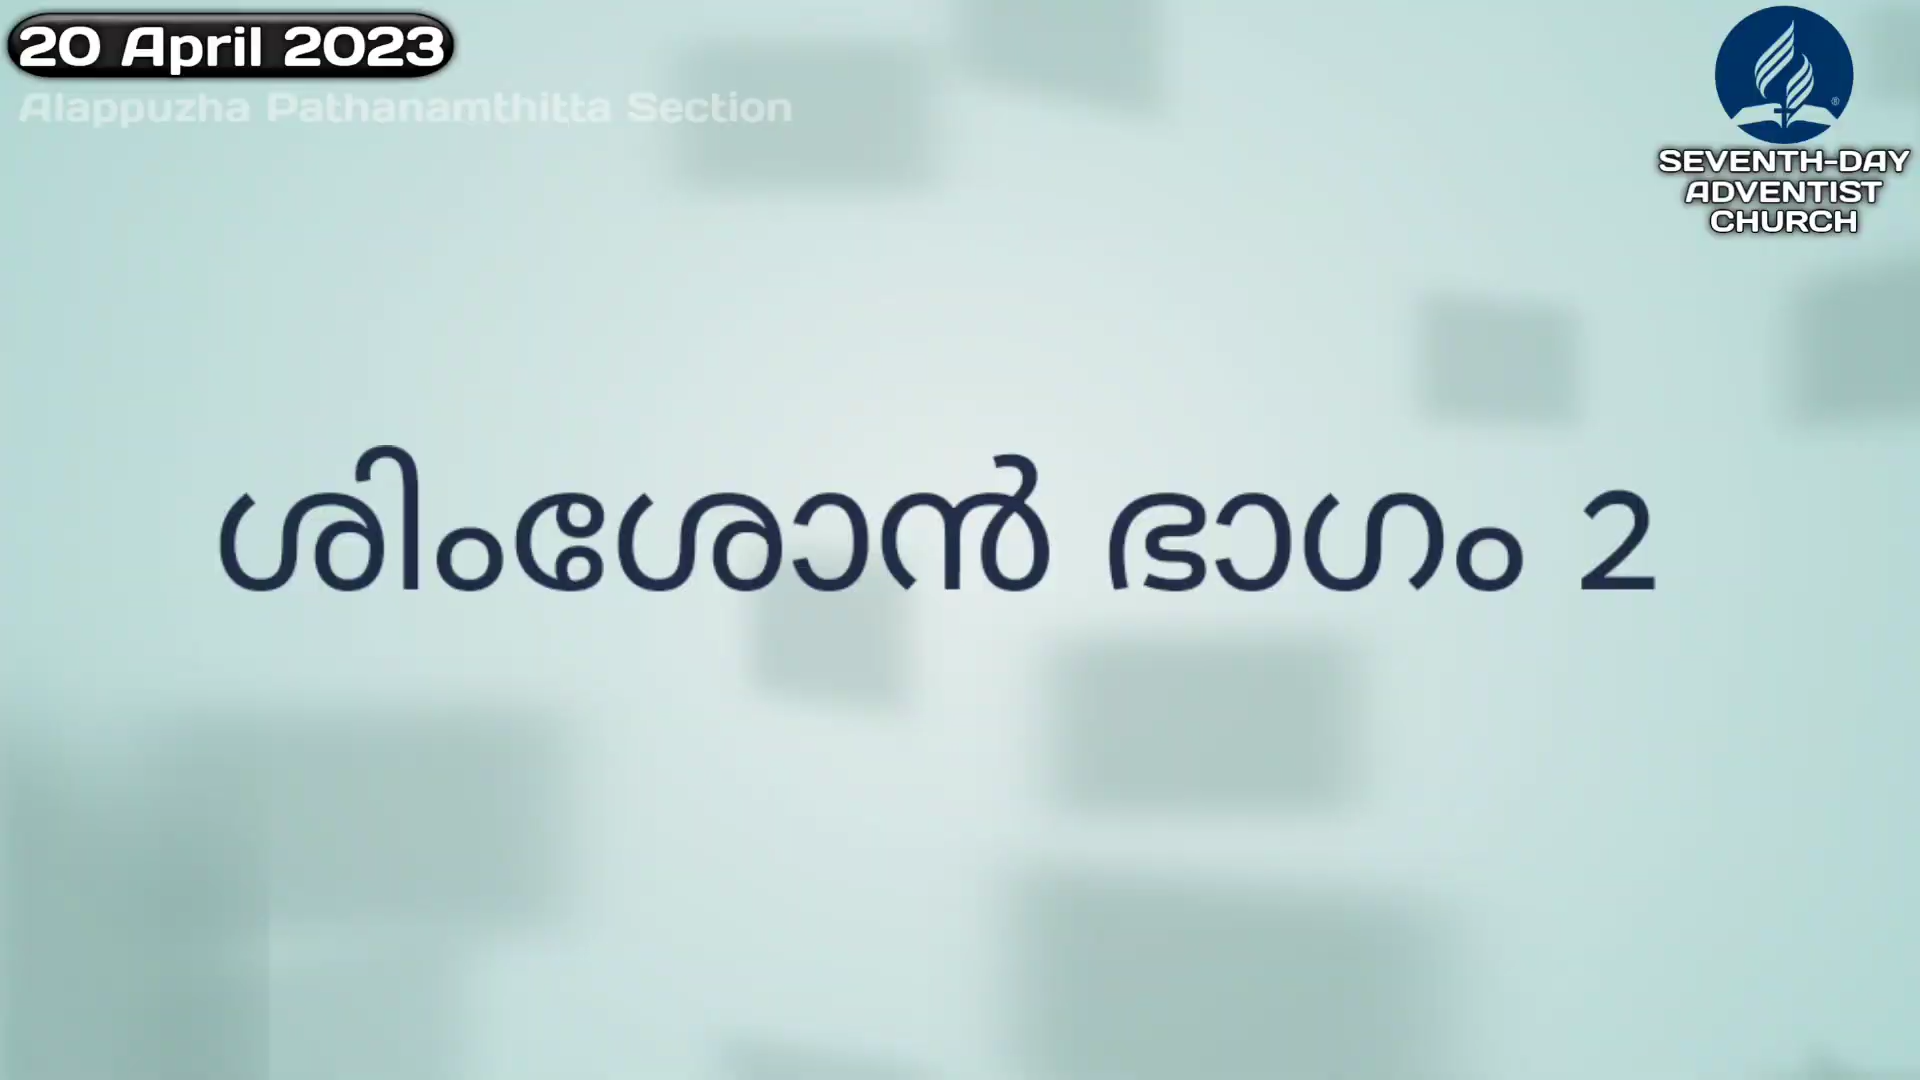 20 April 2023
Alappuzha Pathanamthitta Section
SEVENTH-DAY
ADVENTIST
CHURCH
ശിംശോൻ ഭാഗം 2